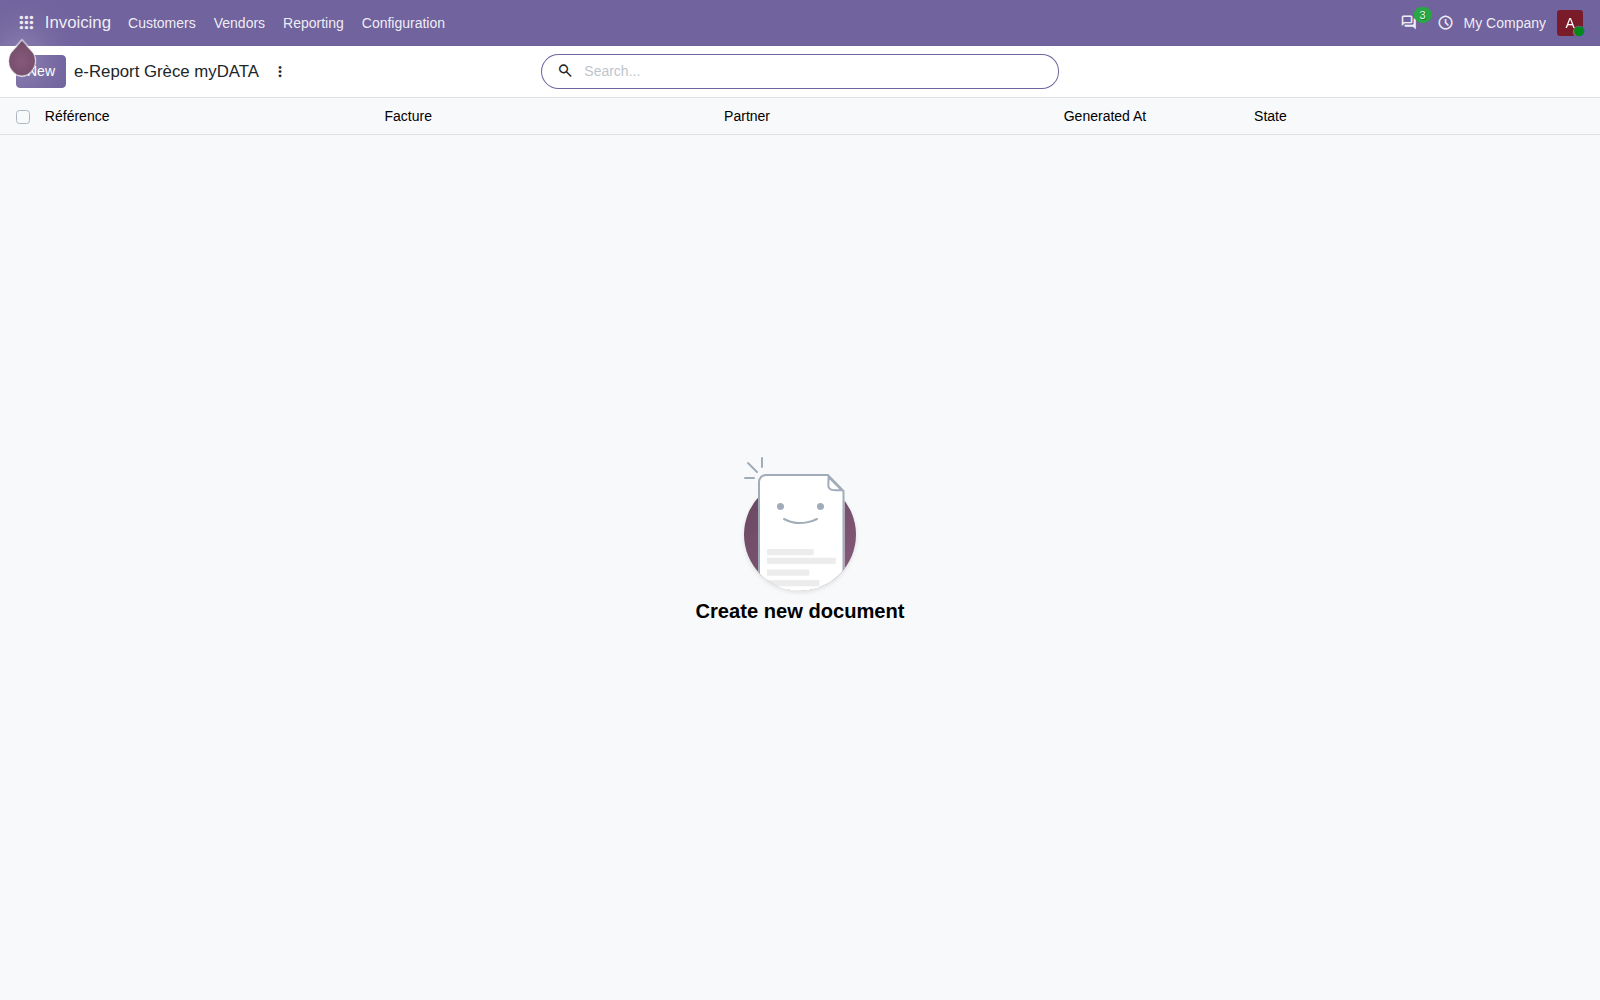 Invoicing Customers Vendors Reporting Configuration 3 My Company A
New e-Report Grèce myDATA Search...
Référence Facture Partner Generated At State
Create new document